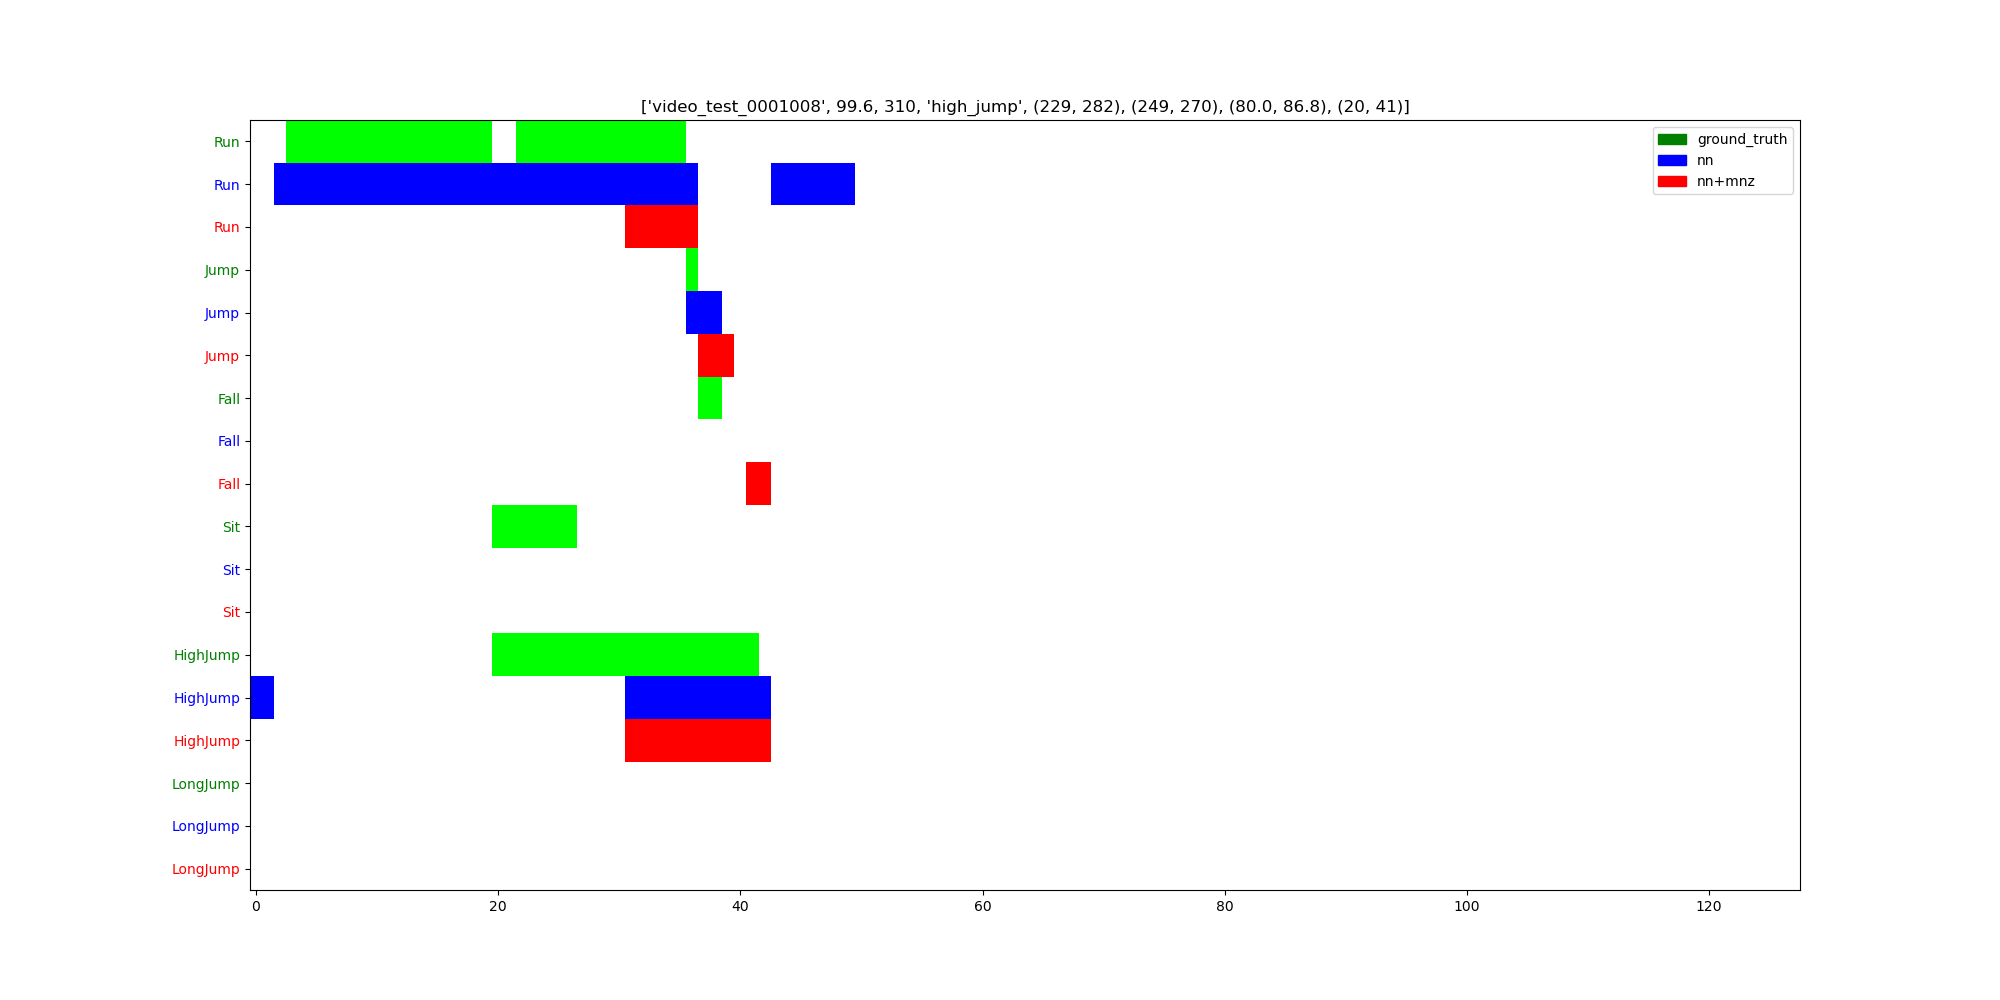 ['video_test_0001008', 99.6, 310, 'high_jump', (229, 282), (249, 270), (80.0, 86.8), (20, 41)]
ground_truth
nn
nn+mnz
Run
Run
Run
Jump
Jump
Jump
Fall
Fall
Fall
Sit
Sit
Sit
HighJump
HighJump
HighJump
LongJump
LongJump
LongJump
0 20 40 60 80 100 120